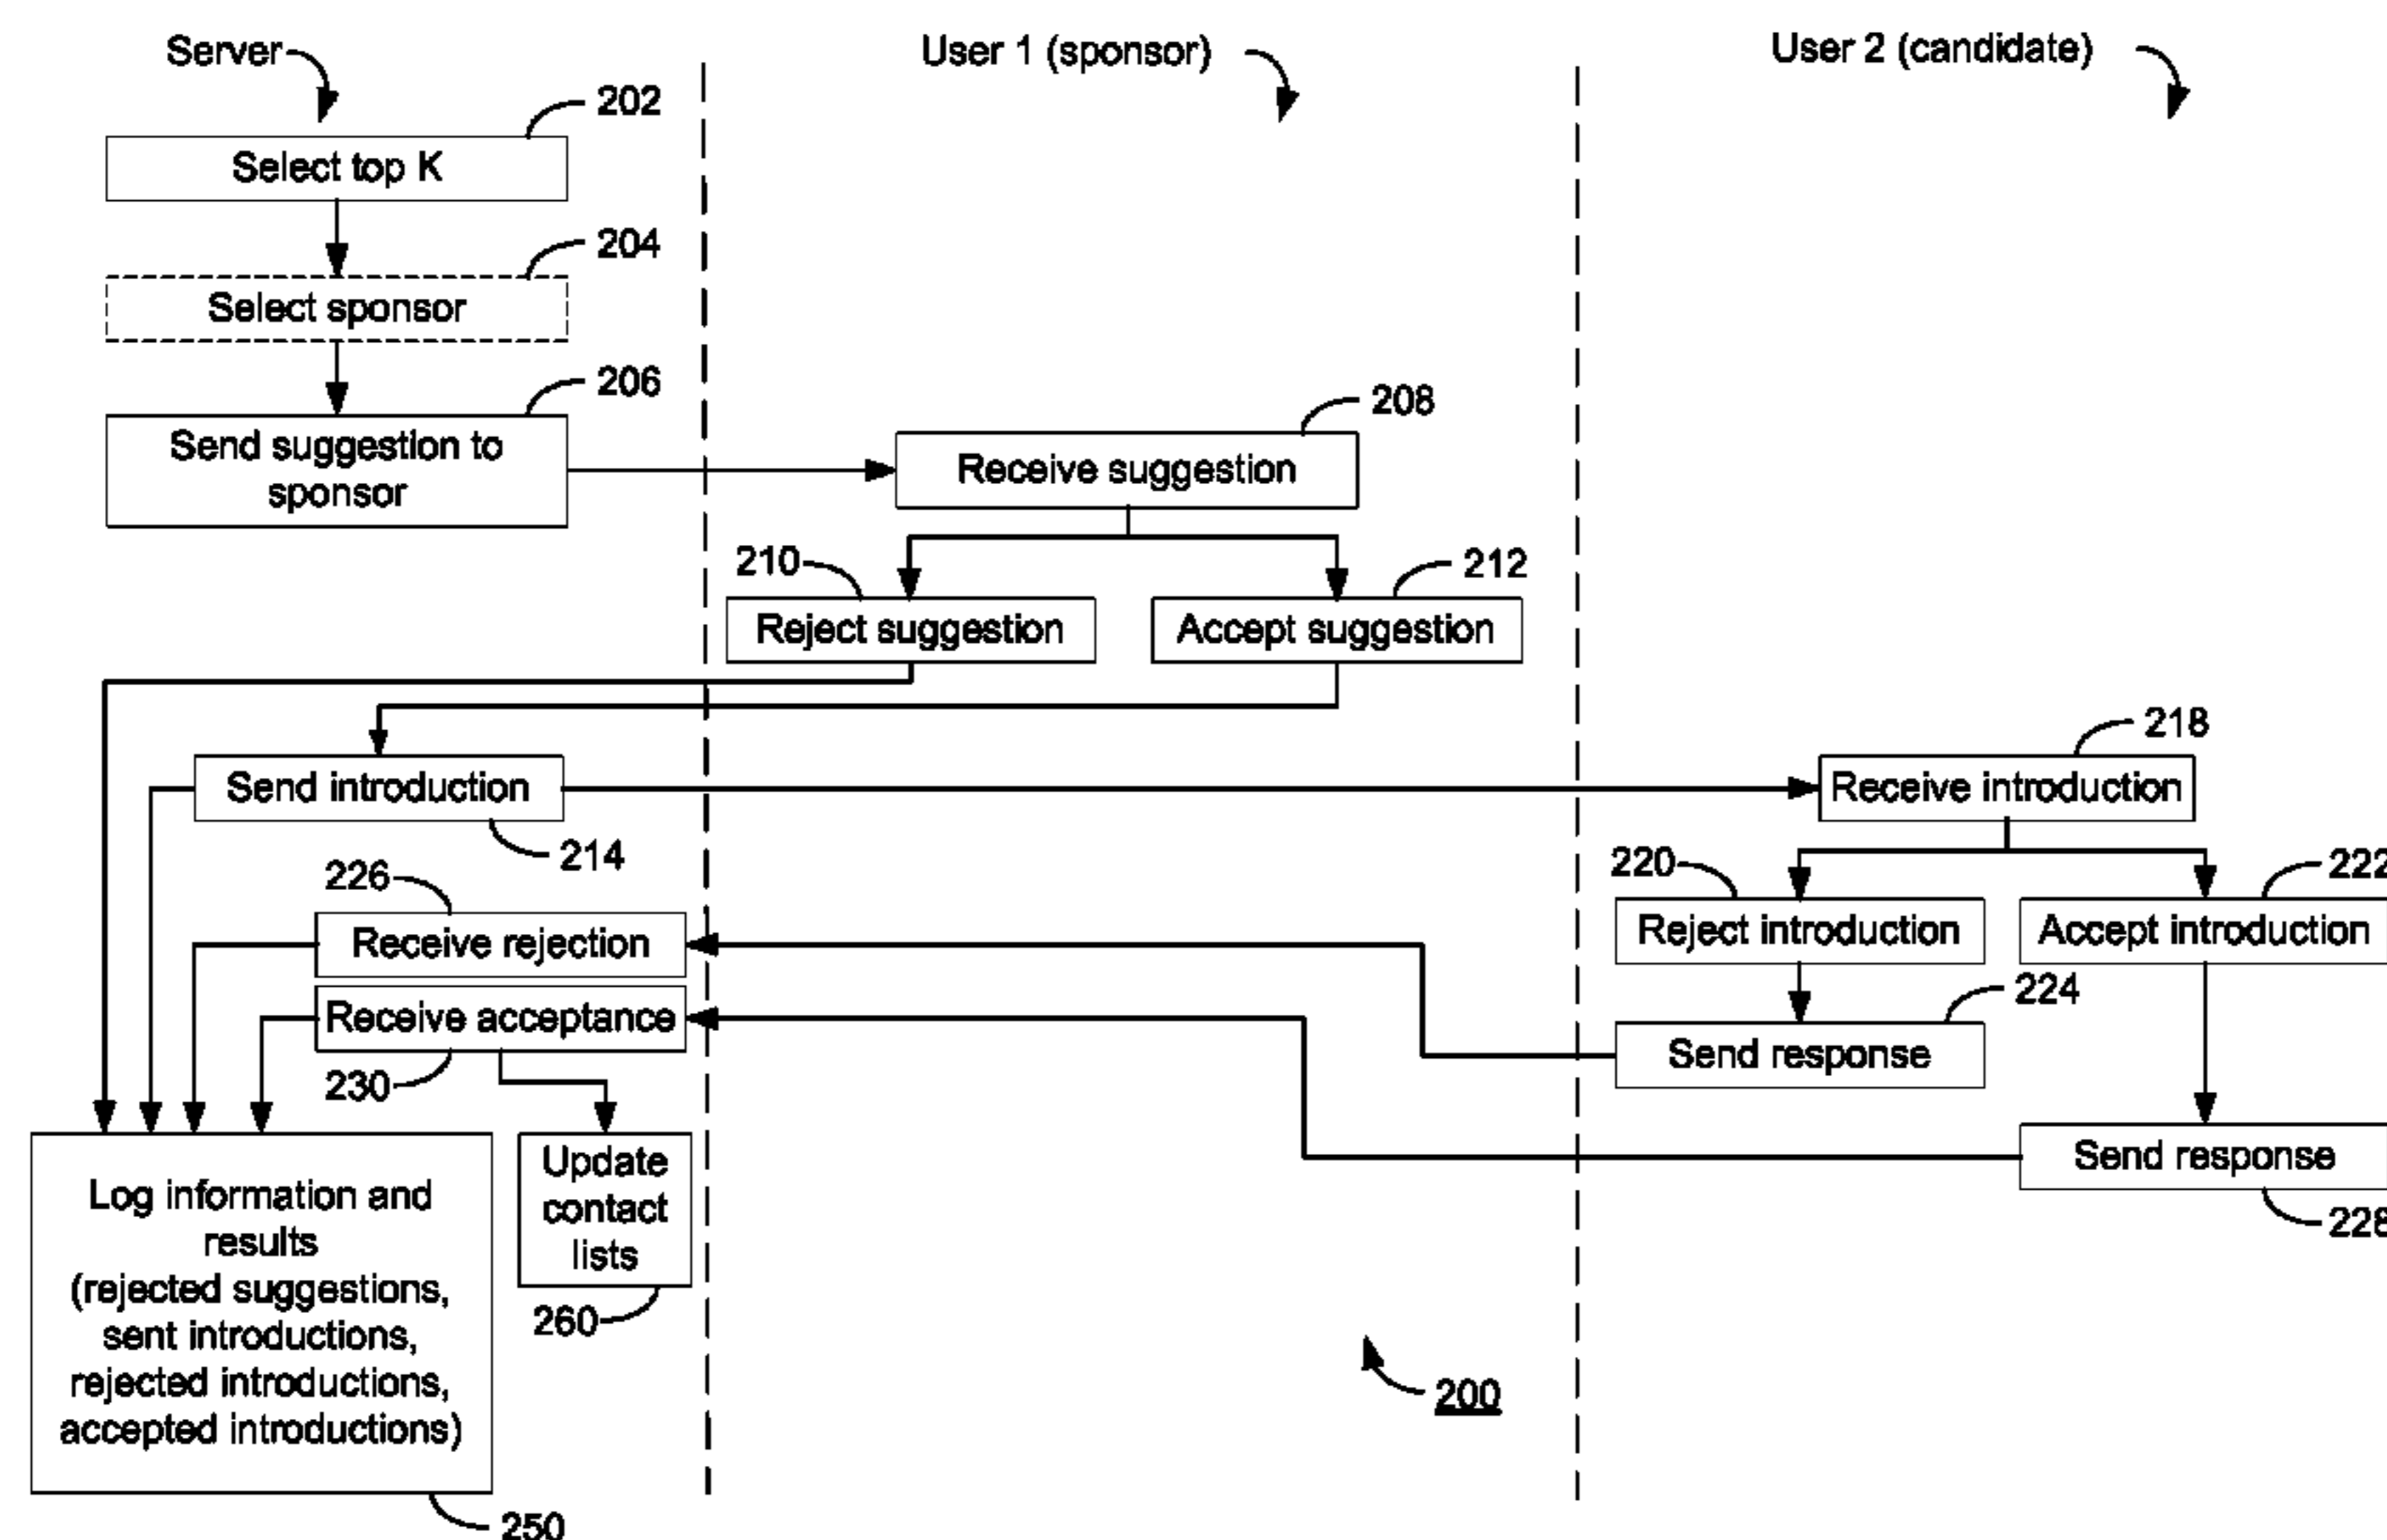 Server
User 1 (sponsor)
User 2 (candidate)
202
Select top K
204
Select sponsor
206
Send suggestion to
sponsor
208
Receive suggestion
210
212
Reject suggestion
Accept suggestion
218
Send introduction
Receive introduction
214
226
220
222
Receive rejection
Reject introduction
Accept introduction
224
Receive acceptance
Send response
230
Update
contact
lists
Send response
228
Log information and
results
(rejected suggestions,
sent introductions,
rejected introductions,
accepted introductions)
260
200
250